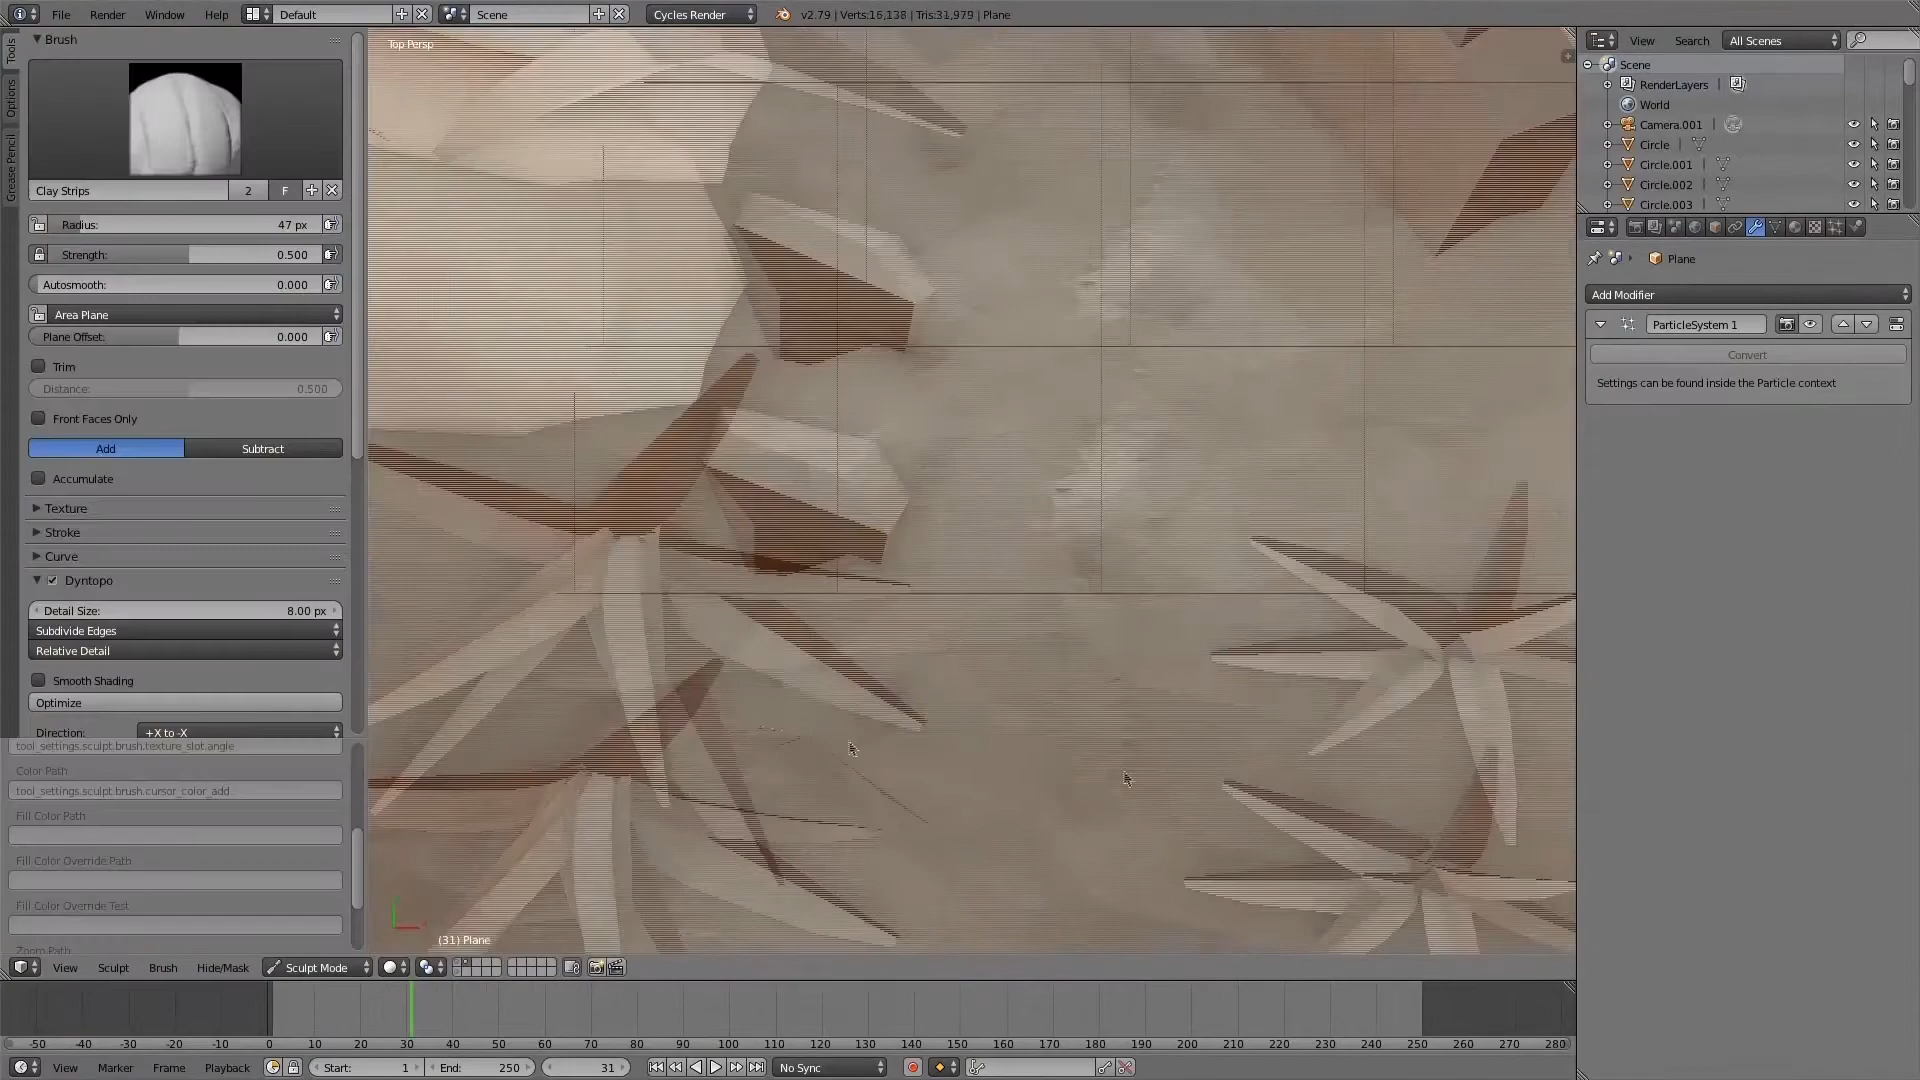 File Render Window Help Default Scene Cycles Render v2.79 | Verts:16,138 | Tris:31,979 | Plane
Tools
Options
Grease Pencil
Brush
Clay Strips 2 F
Radius: 47 px
Strength: 0.500
Autosmooth: 0.000
Area Plane
Plane Offset: 0.000
Trim
Distance: 0.500
Front Faces Only
Add Subtract
Accumulate
Texture
Stroke
Curve
Dyntopo
Detail Size: 8.00 px
Subdivide Edges
Relative Detail
Smooth Shading
Optimize
Direction: +X to -X
tool_settings.sculpt.brush.texture_slot.angle
Color Path
tool_settings.sculpt.brush.cursor_color_add
Fill Color Path
Fill Color Override Path
Fill Color Override Test
Zoom Path
Top Persp
(31) Plane
View Search All Scenes
Scene
RenderLayers
World
Camera.001
Circle
Circle.001
Circle.002
Circle.003
Plane
Add Modifier
ParticleSystem 1
Convert
Settings can be found inside the Particle context
View Sculpt Brush Hide/Mask Sculpt Mode
-50 -40 -30 -20 -10 0 10 20 30 40 50 60 70 80 90 100 110 120 130 140 150 160 170 180 190 200 210 220 230 240 250 260 270 280
View Marker Frame Playback Start: 1 End: 250 31 No Sync